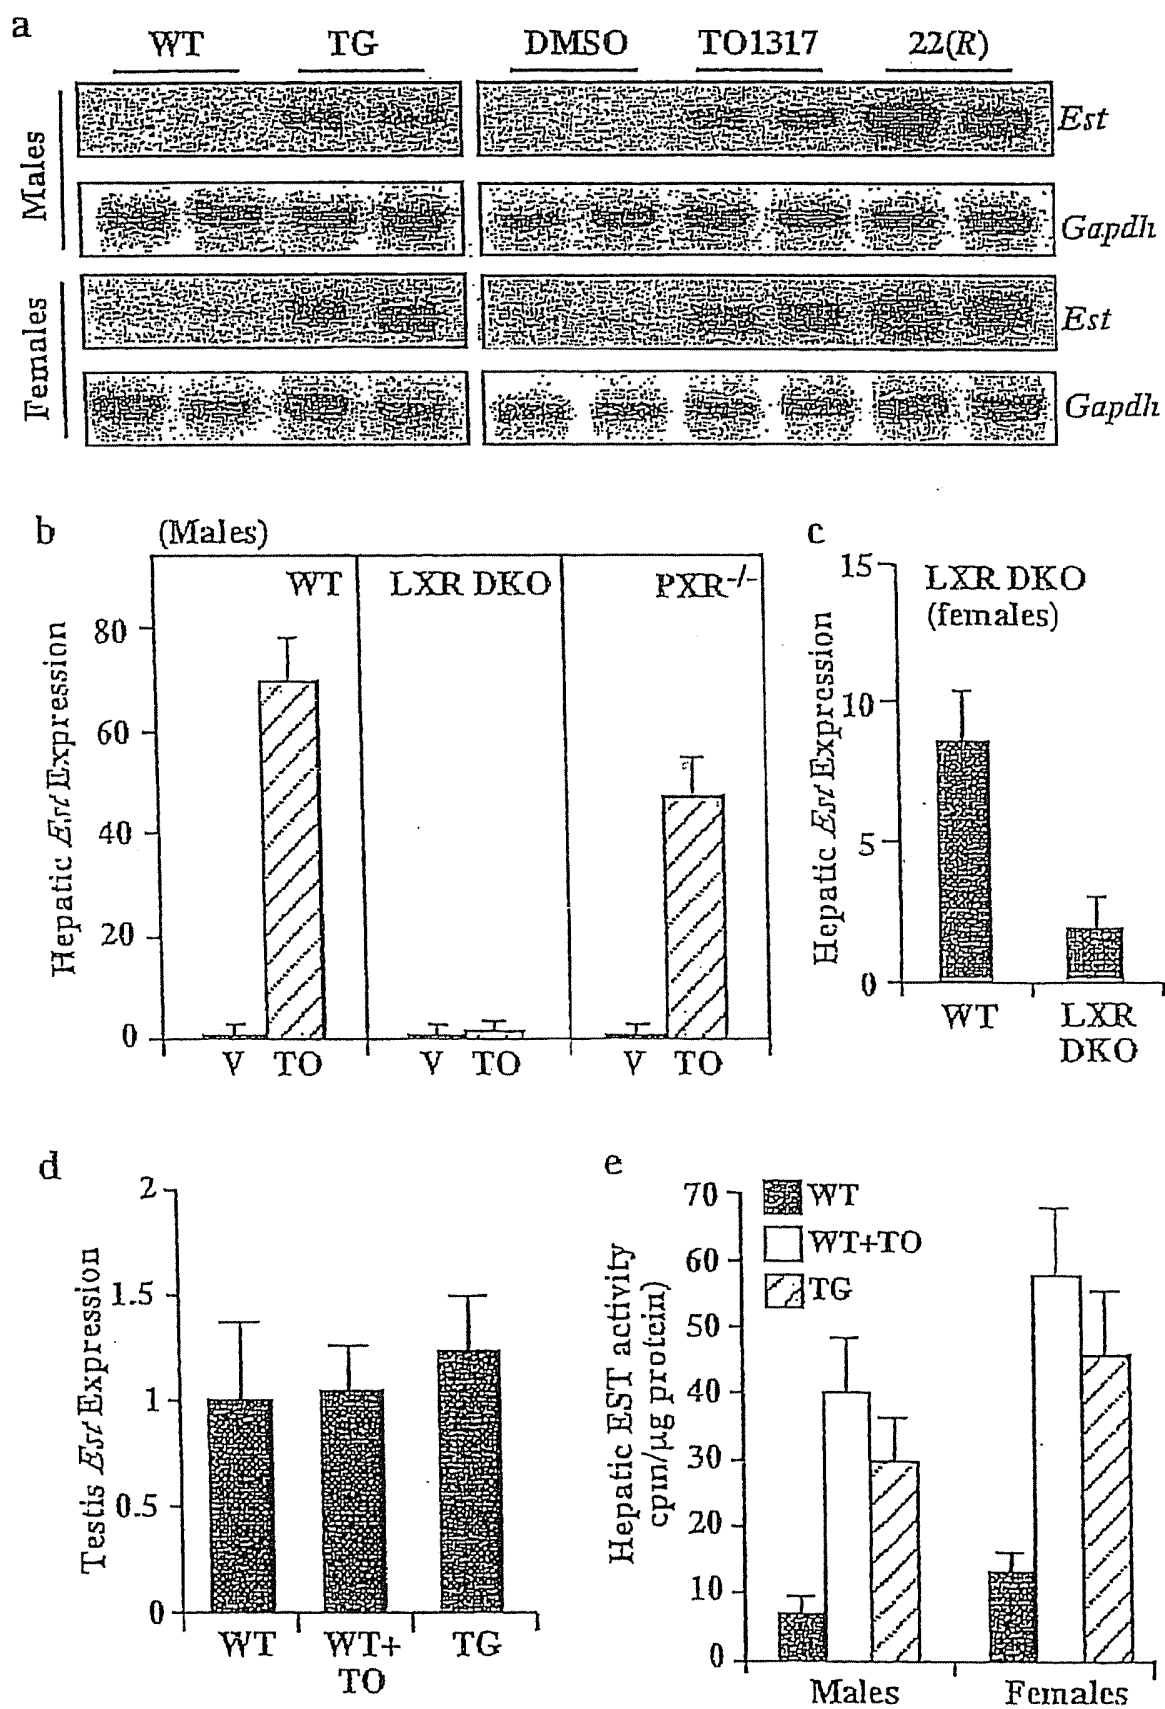 a
WT TG DMSO TO1317 22(R)
Males
Est
Gapdh
Females
Est
Gapdh
b (Males)
WT LXR DKO PXR-/-
Hepatic Est Expression
80
60
40
20
0
V TO V TO V TO
c
LXR DKO
(females)
Hepatic Est Expression
15
10
5
0
WT LXR
DKO
d
Testis Est Expression
2
1.5
1
0.5
0
WT WT+ TG
TO
e
Hepatic EST activity
cpm/µg protein)
70
60
50
40
30
20
10
0
WT
WT+TO
TG
Males Females